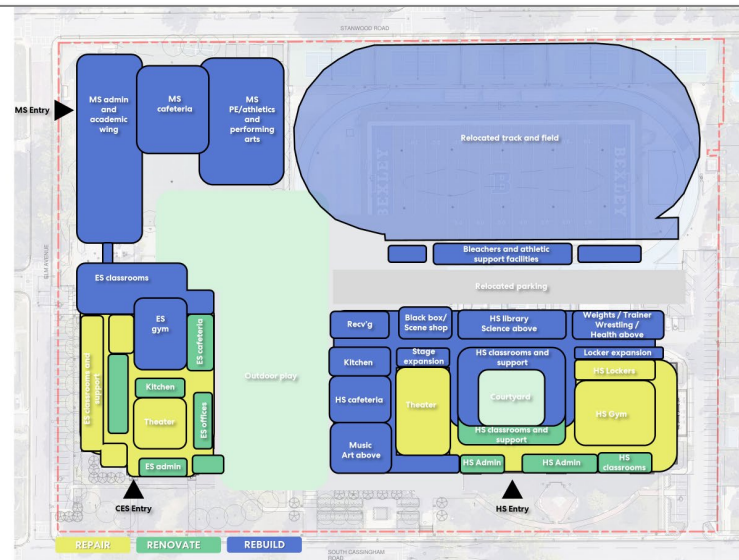 STANWOOD ROAD
MS Entry
MS admin
and
academic
wing
MS
cafeteria
MS
PE/athletics
and
performing
arts
Relocated track and field
BEXLEY
BEXLEY
Bleachers and athletic
support facilities
Relocated parking
ELM AVENUE
ES classrooms
ES
gym
ES cafeteria
ES classrooms and
support
Kitchen
Theater
ES offices
ES admin
Outdoor play
Recv'g
Black box/
Scene shop
HS library
Science above
Weights / Trainer
Wrestling /
Health above
Kitchen
Stage
expansion
HS classrooms and
support
Locker expansion
HS Lockers
HS cafeteria
Theater
Courtyard
HS Gym
HS classrooms and
support
Music
Art above
HS Admin
HS Admin
HS
classrooms
CES Entry
HS Entry
REPAIR
RENOVATE
REBUILD
SOUTH CASSINGHAM
ROAD